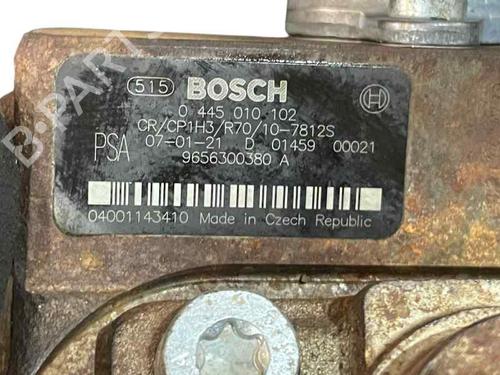 515 BOSCH
0 445 010 102
CR/CP1H3/R70/10-7812S
PSA 07-01-21 D 01459 00021
9656300380 A
04001143410 Made in Czech Republic